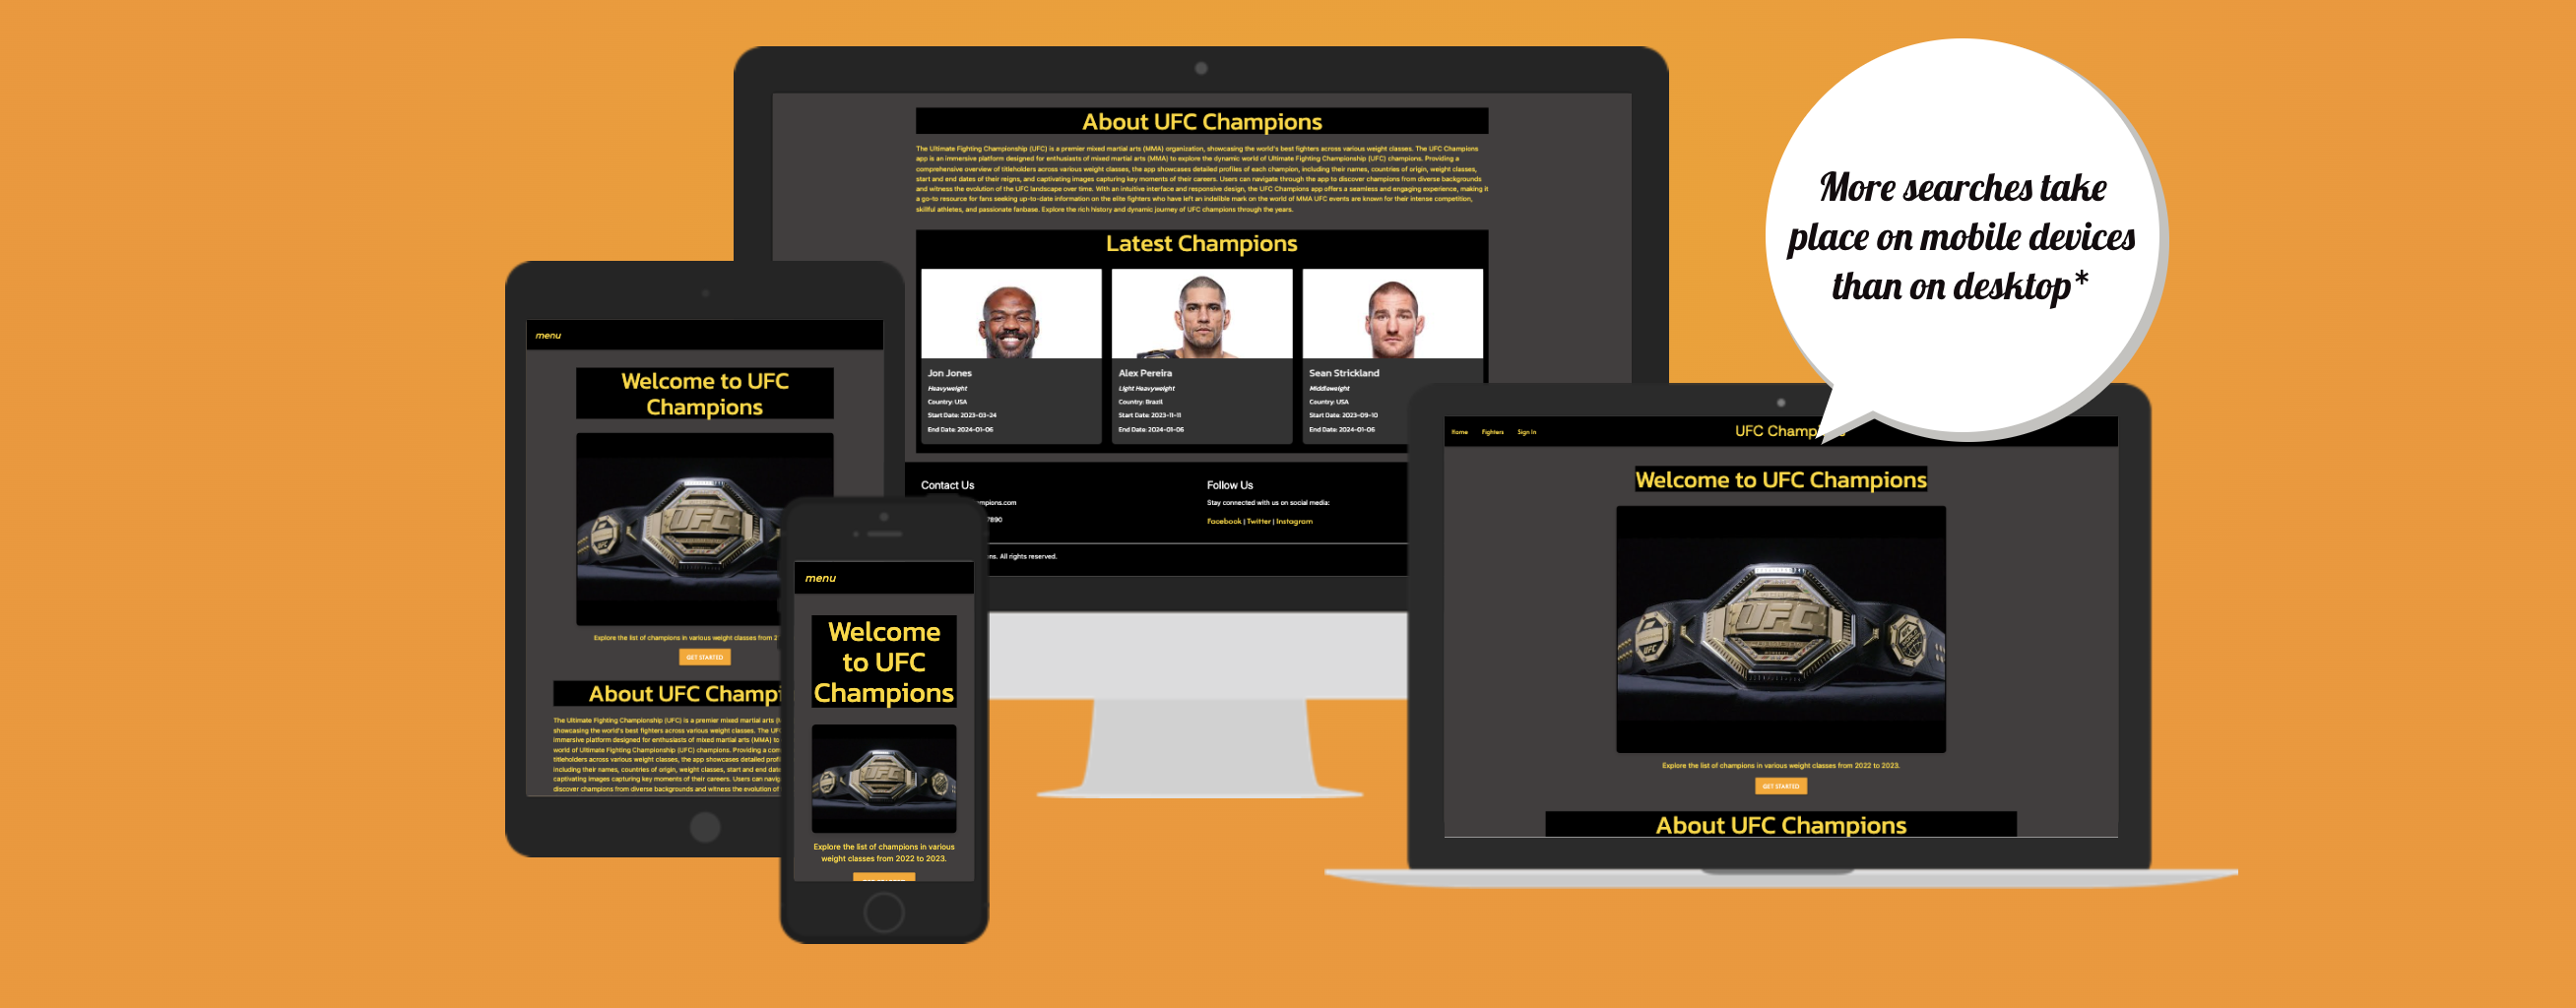 About UFC Champions
The Ultimate Fighting Championship (UFC) is a premier mixed martial arts (MMA) organization, showcasing the world's best fighters across various weight classes. The UFC Champions
app is an immersive platform designed for enthusiasts of mixed martial arts (MMA) to explore the dynamic world of Ultimate Fighting Championship (UFC) champions. Providing a
comprehensive overview of titleholders across various weight classes, the app showcases detailed profiles of each champion, including their names, countries of origin, weight classes,
start and end dates of their reigns, and captivating images capturing key moments of their careers. Users can navigate through the app to discover champions from diverse backgrounds
and witness the evolution of the UFC landscape over time. With an intuitive interface and responsive design, the UFC Champions app offers a seamless and engaging experience, making it
a go-to resource for fans seeking up-to-date information on the elite fighters who have left an indelible mark on the world of MMA UFC events are known for their intense competition,
skillful athletes, and passionate fanbase. Explore the rich history and dynamic journey of UFC champions through the years.
Latest Champions
Jon Jones
Heavyweight
Country: USA
Start Date: 2023-03-24
End Date: 2024-01-06
Alex Pereira
Light Heavyweight
Country: Brazil
Start Date: 2023-11-11
End Date: 2024-01-06
Sean Strickland
Middleweight
Country: USA
Start Date: 2023-09-10
End Date: 2024-01-06
Contact Us
mpions.com
7890
Follow Us
Stay connected with us on social media:
Facebook | Twitter | Instagram
ns. All rights reserved.
menu
Welcome to UFC
Champions
UFC
Explore the list of champions in various weight classes from 2
GET STARTED
About UFC Champi
The Ultimate Fighting Championship (UFC) is a premier mixed martial arts
showcasing the world's best fighters across various weight classes. The UF
immersive platform designed for enthusiasts of mixed martial arts (MMA) to
world of Ultimate Fighting Championship (UFC) champions. Providing a com
titleholders across various weight classes, the app showcases detailed profi
including their names, countries of origin, weight classes, start and end date
captivating images capturing key moments of their careers. Users can navig
discover champions from diverse backgrounds and witness the evolution of
menu
Welcome
to UFC
Champions
UFC
Explore the list of champions in various
weight classes from 2022 to 2023.
More searches take
place on mobile devices
than on desktop*
Home Fighters Sign In
UFC Champ
Welcome to UFC Champions
UFC
UFC
Explore the list of champions in various weight classes from 2022 to 2023.
GET STARTED
About UFC Champions